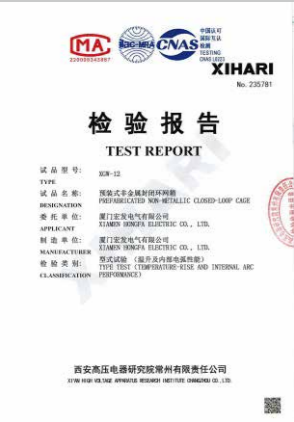 MA
ilac-MRA
CNAS
中国认可
国际互认
检测
TESTING
XIHARI
No. 235781
检验报告
TEST REPORT
试品型号: XGW-12
TYPE
试品名称: 预装式非金属封闭环网箱
DESIGNATION PREFABRICATED NON-METALLIC CLOSED-LOOP CAGE
委托单位: 厦门宏发电气有限公司
APPLICANT XIAMEN HONGFA ELECTRIC CO., LTD.
制造单位: 厦门宏发电气有限公司
MANUFACTURER XIAMEN HONGFA ELECTRIC CO., LTD.
检验类别: 型式试验 (温升及内部电弧性能)
CLASSIFICATION TYPE TEST (TEMPERATURE-RISE AND INTERNAL ARC PERFORMANCE)
西安高压电器研究院常州有限责任公司
XI'AN HIGH VOLTAGE APPARATUS RESEARCH INSTITUTE CHANGZHOU CO., LTD.